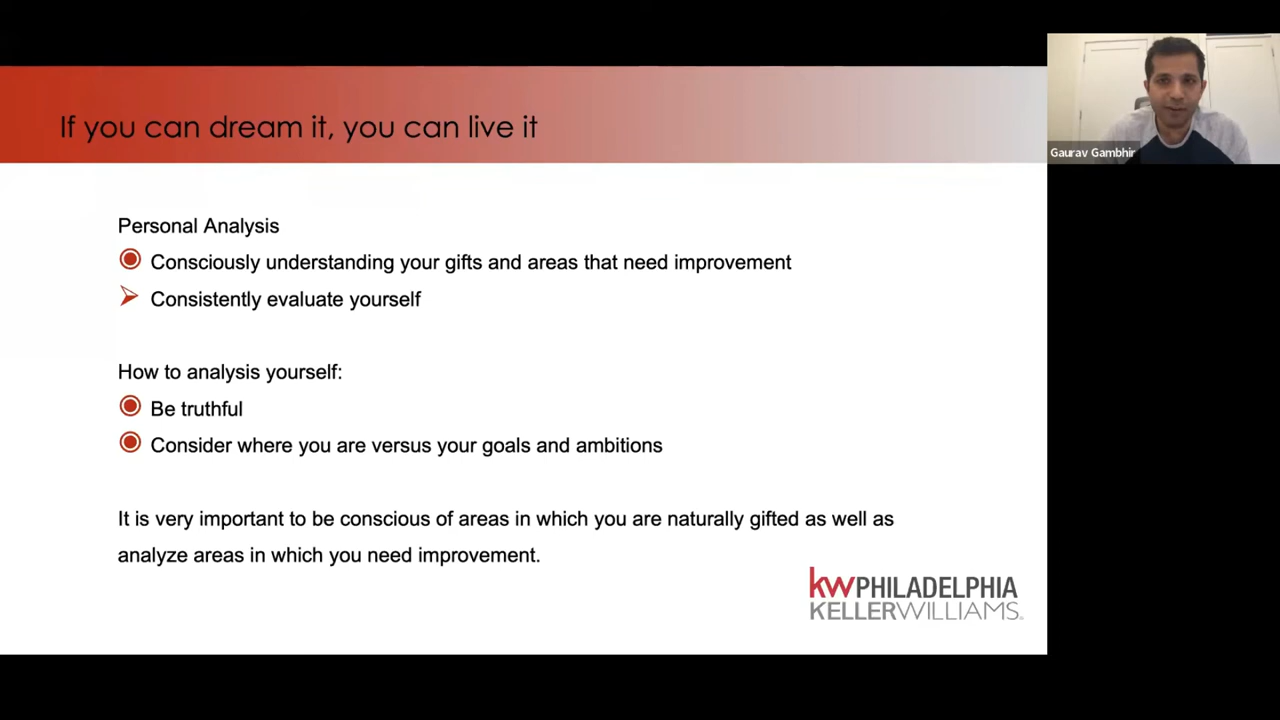 If you can dream it, you can live it
Gaurav Gambhir
Personal Analysis
Consciously understanding your gifts and areas that need improvement
Consistently evaluate yourself
How to analysis yourself:
Be truthful
Consider where you are versus your goals and ambitions
It is very important to be conscious of areas in which you are naturally gifted as well as
analyze areas in which you need improvement.
kwPHILADELPHIA
KELLERWILLIAMS®